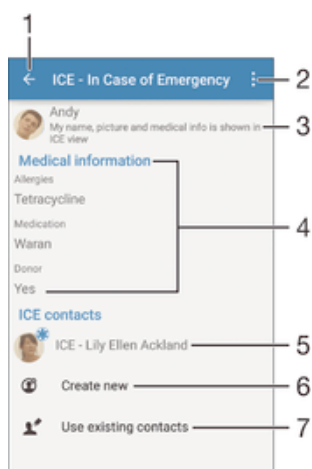 1
ICE - In Case of Emergency
2
Andy
My name, picture and medical info is shown in
ICE view
3
Medical information
Allergies
Tetracycline
Medication
Waran
4
Donor
Yes
ICE contacts
ICE - Lily Ellen Ackland
5
Create new
6
Use existing contacts
7